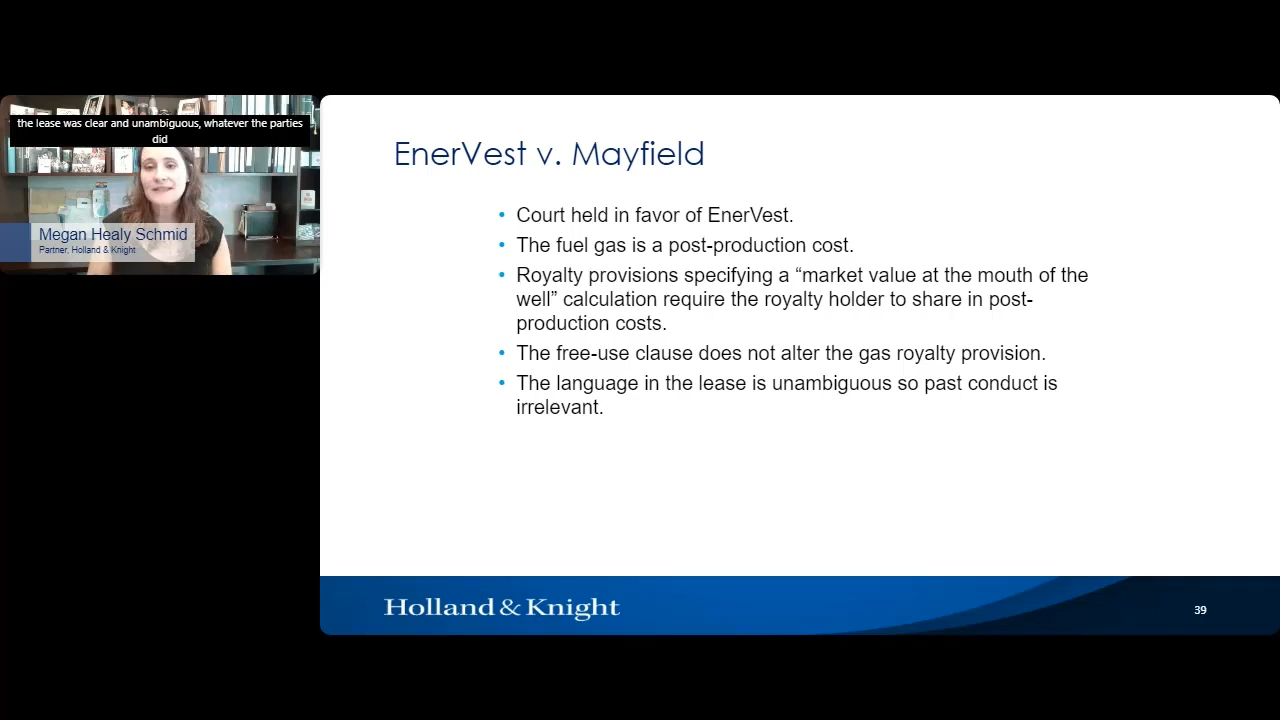 the lease was clear and unambiguous, whatever the parties
did
Megan Healy Schmid
Partner, Holland & Knight
EnerVest v. Mayfield
• Court held in favor of EnerVest.
• The fuel gas is a post-production cost.
• Royalty provisions specifying a “market value at the mouth of the
well” calculation require the royalty holder to share in post-
production costs.
• The free-use clause does not alter the gas royalty provision.
• The language in the lease is unambiguous so past conduct is
irrelevant.
Holland & Knight
39